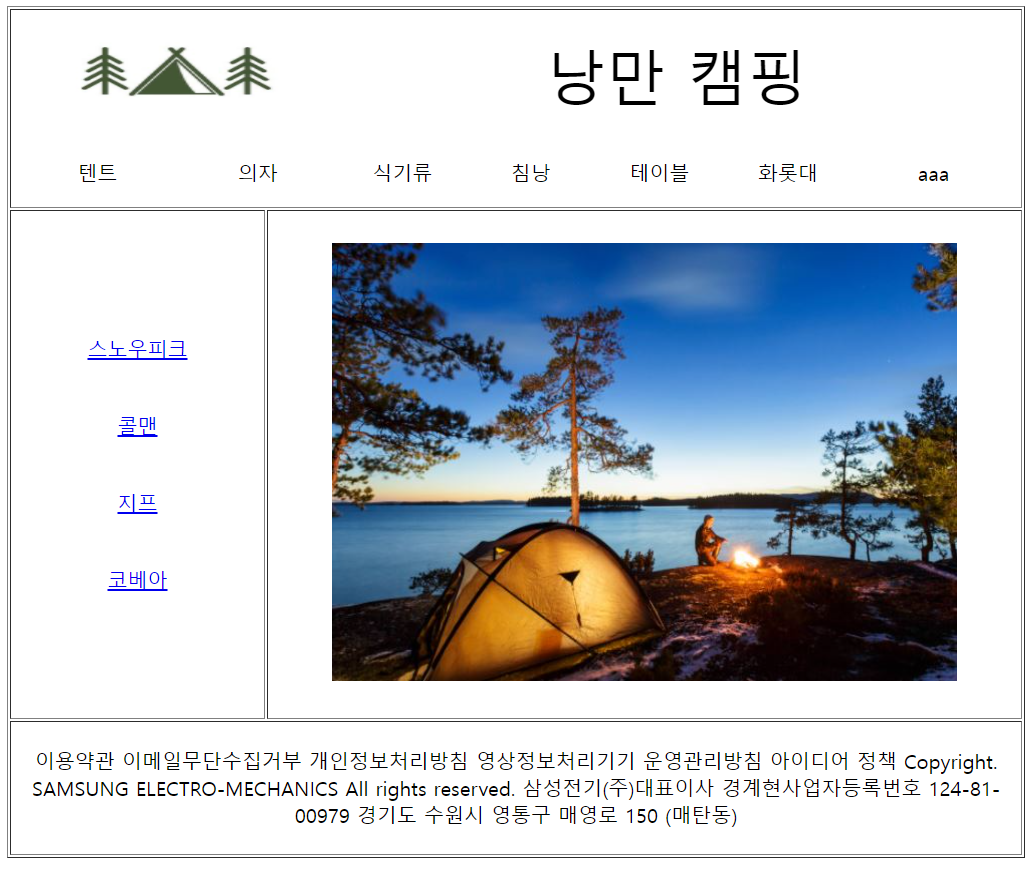 낭만 캠핑
텐트 의자 식기류 침낭 테이블 화롯대 aaa
스노우피크
콜맨
지프
코베아
이용약관 이메일무단수집거부 개인정보처리방침 영상정보처리기기 운영관리방침 아이디어 정책 Copyright.
SAMSUNG ELECTRO-MECHANICS All rights reserved. 삼성전기(주)대표이사 경계현사업자등록번호 124-81-
00979 경기도 수원시 영통구 매영로 150 (매탄동)